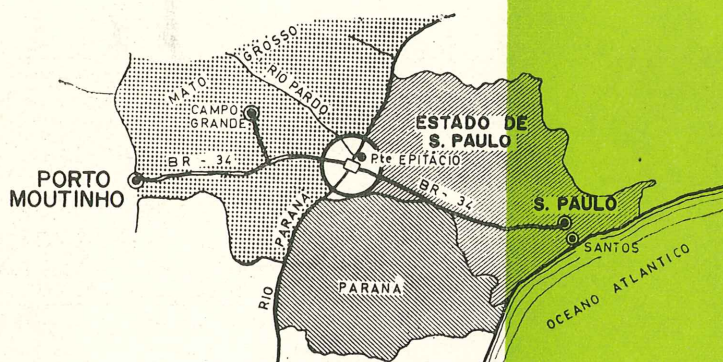 MATO GROSSO
RIO PARDO
CAMPO
GRANDE
ESTADO DE
S. PAULO
Pte EPITÁCIO
BR - 34
PORTO
MOUTINHO
BR - 34
S. PAULO
SANTOS
RIO PARANÁ
PARANÁ
OCEANO ATLANTICO